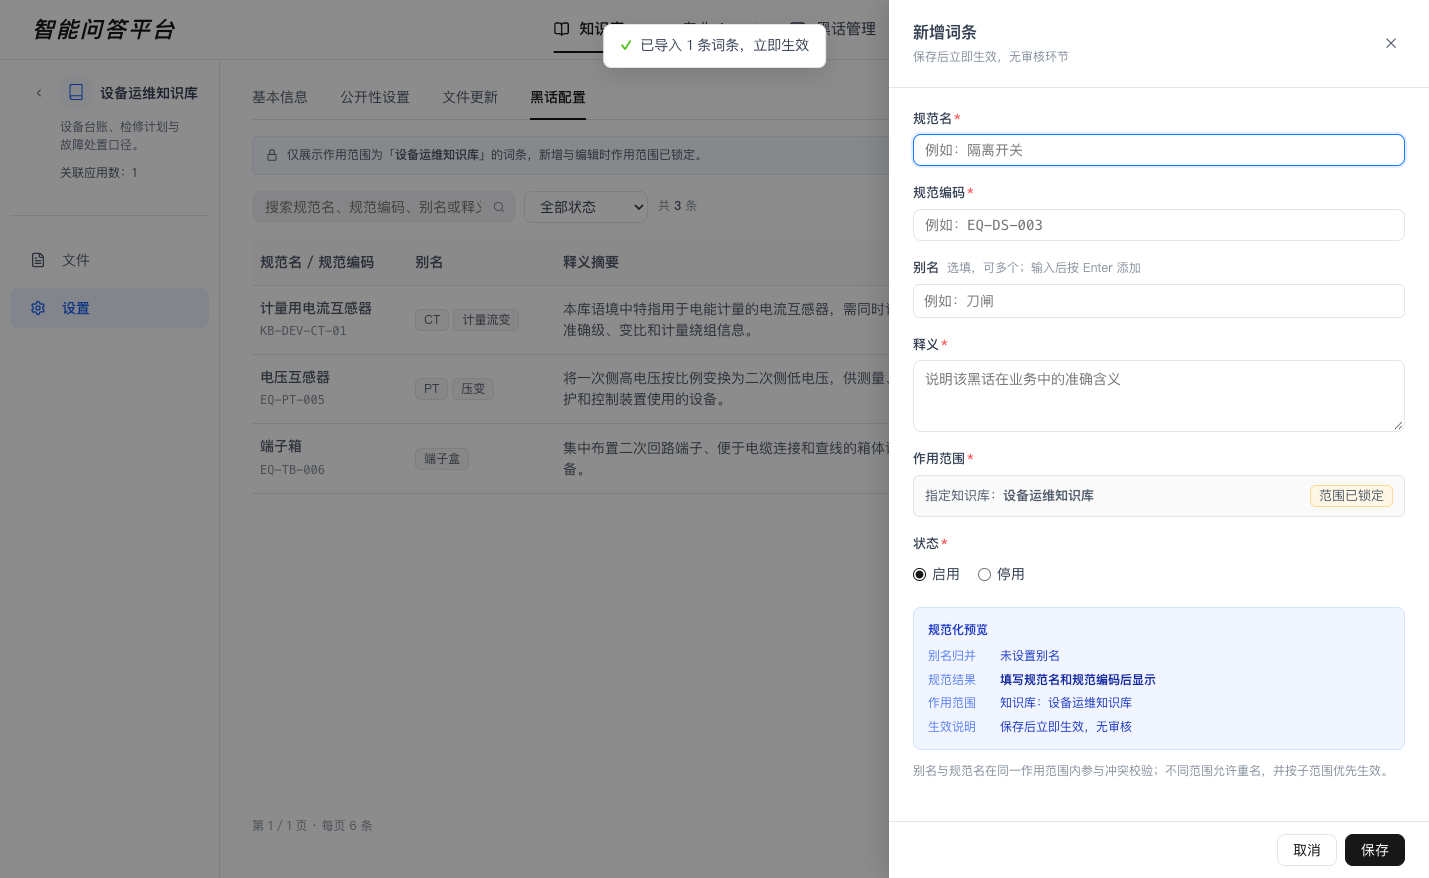 智能问答平台
知识
黑话管理
已导入 1 条词条，立即生效
设备运维知识库
设备台账、检修计划与
故障处置口径。
关联应用数：1
文件
设置
基本信息
公开性设置
文件更新
黑话配置
仅展示作用范围为「设备运维知识库」的词条，新增与编辑时作用范围已锁定。
搜索规范名、规范编码、别名或释义
全部状态
共 3 条
规范名 / 规范编码
别名
释义摘要
计量用电流互感器
KB-DEV-CT-01
CT
计量流变
本库语境中特指用于电能计量的电流互感器，需同时
准确级、变比和计量绕组信息。
电压互感器
EQ-PT-005
PT
压变
将一次侧高电压按比例变换为二次侧低电压，供测量、
护和控制装置使用的设备。
端子箱
EQ-TB-006
端子盒
集中布置二次回路端子、便于电缆连接和查线的箱体
备。
第 1 / 1 页 · 每页 6 条
新增词条
保存后立即生效，无审核环节
规范名*
例如：隔离开关
规范编码*
例如：EQ-DS-003
别名 选填，可多个；输入后按 Enter 添加
例如：刀闸
释义*
说明该黑话在业务中的准确含义
作用范围*
指定知识库：设备运维知识库
范围已锁定
状态*
启用
停用
规范化预览
别名归并 未设置别名
规范结果 填写规范名和规范编码后显示
作用范围 知识库：设备运维知识库
生效说明 保存后立即生效，无审核
别名与规范名在同一作用范围内参与冲突校验；不同范围允许重名，并按子范围优先生效。
取消
保存